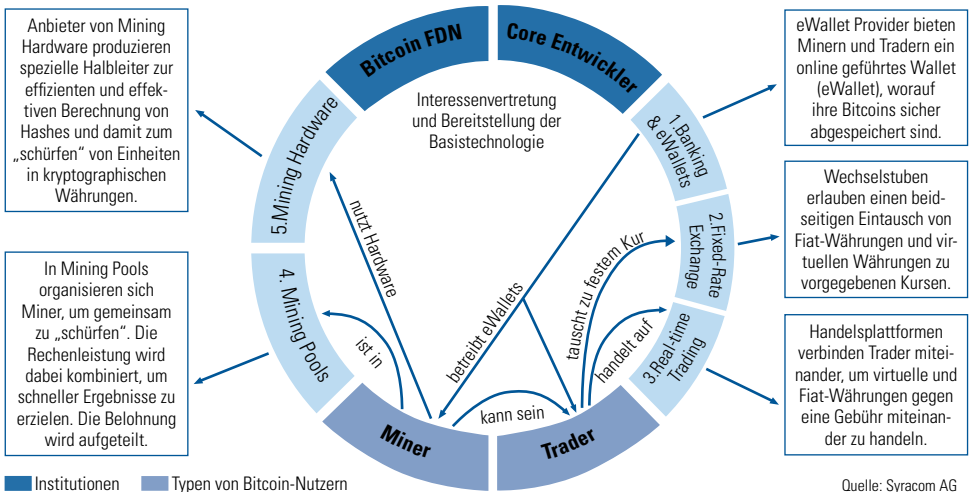 Anbieter von Mining
Hardware produzieren
spezielle Halbleiter zur
effizienten und effek-
tiven Berechnung von
Hashes und damit zum
„schürfen“ von Einheiten
in kryptographischen
Währungen.
In Mining Pools
organisieren sich
Miner, um gemeinsam
zu „schürfen“. Die
Rechenleistung wird
dabei kombiniert, um
schneller Ergebnisse zu
erzielen. Die Belohnung
wird aufgeteilt.
Bitcoin FDN
Core Entwickler
Interessenvertretung
und Bereitstellung der
Basistechnologie
1.Banking
& eWallets
2.Fixed-Rate
Exchange
3.Real-time
Trading
Trader
Miner
4. Mining Pools
5.Mining Hardware
nutzt Hardware
ist in
betreibt eWallets
kann sein
tauscht zu festem Kur
handelt auf
eWallet Provider bieten
Minern und Tradern ein
online geführtes Wallet
(eWallet), worauf
ihre Bitcoins sicher
abgespeichert sind.
Wechselstuben
erlauben einen beid-
seitigen Eintausch von
Fiat-Währungen und vir-
tuellen Währungen zu
vorgegebenen Kursen.
Handelsplattformen
verbinden Trader mitei-
nander, um virtuelle und
Fiat-Währungen gegen
eine Gebühr miteinan-
der zu handeln.
Institutionen
Typen von Bitcoin-Nutzern
Quelle: Syracom AG